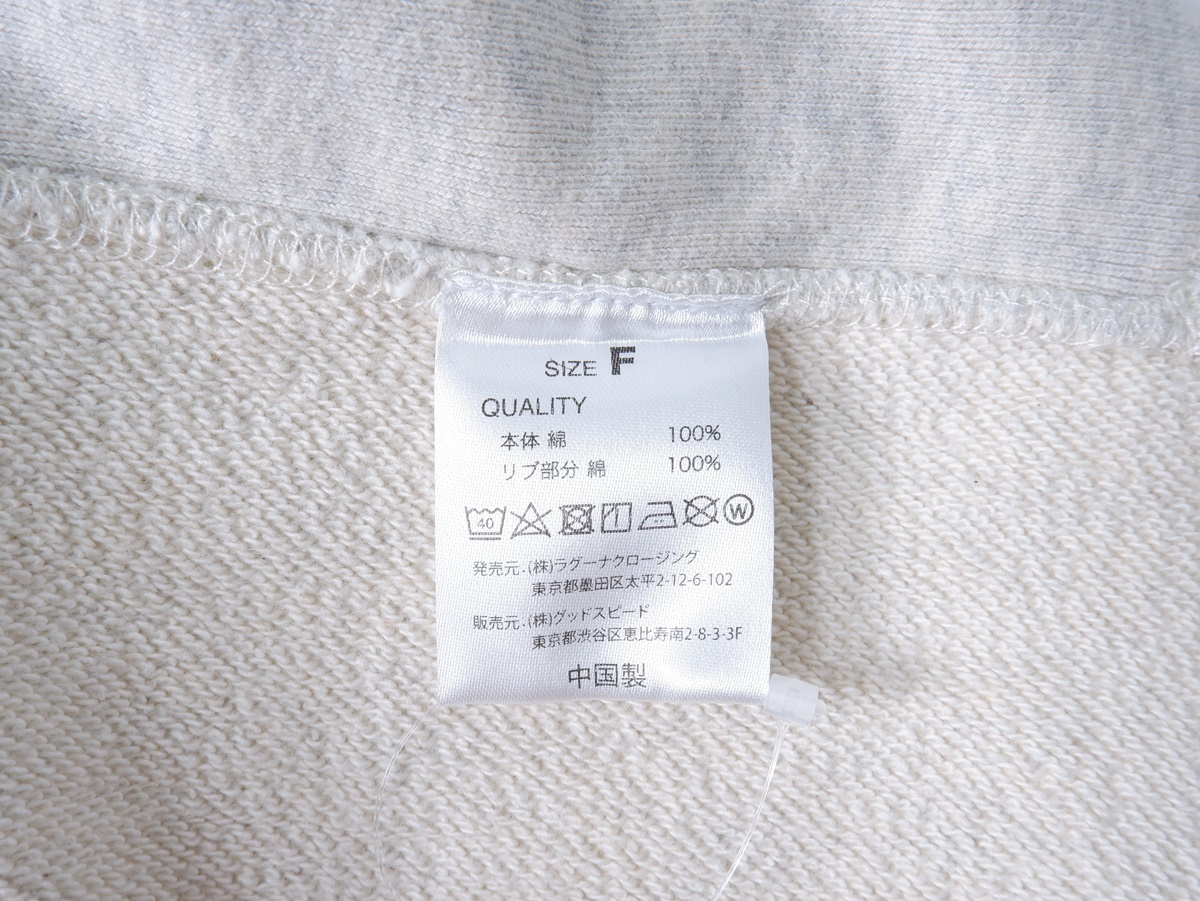 SIZE F
QUALITY
本体 綿 100%
リブ部分 綿 100%
40
W
発売元.(株)ラグーナクロージング
東京都墨田区太平2-12-6-102
販売元.(株)グッドスピード
東京都渋谷区恵比寿南2-8-3-3F
中国製